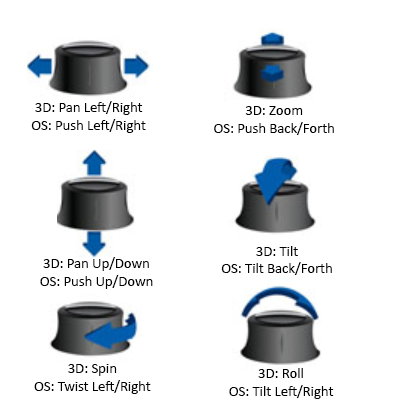 3D: Pan Left/Right
OS: Push Left/Right
3D: Zoom
OS: Push Back/Forth
3D: Pan Up/Down
OS: Push Up/Down
3D: Tilt
OS: Tilt Back/Forth
3D: Spin
OS: Twist Left/Right
3D: Roll
OS: Tilt Left/Right